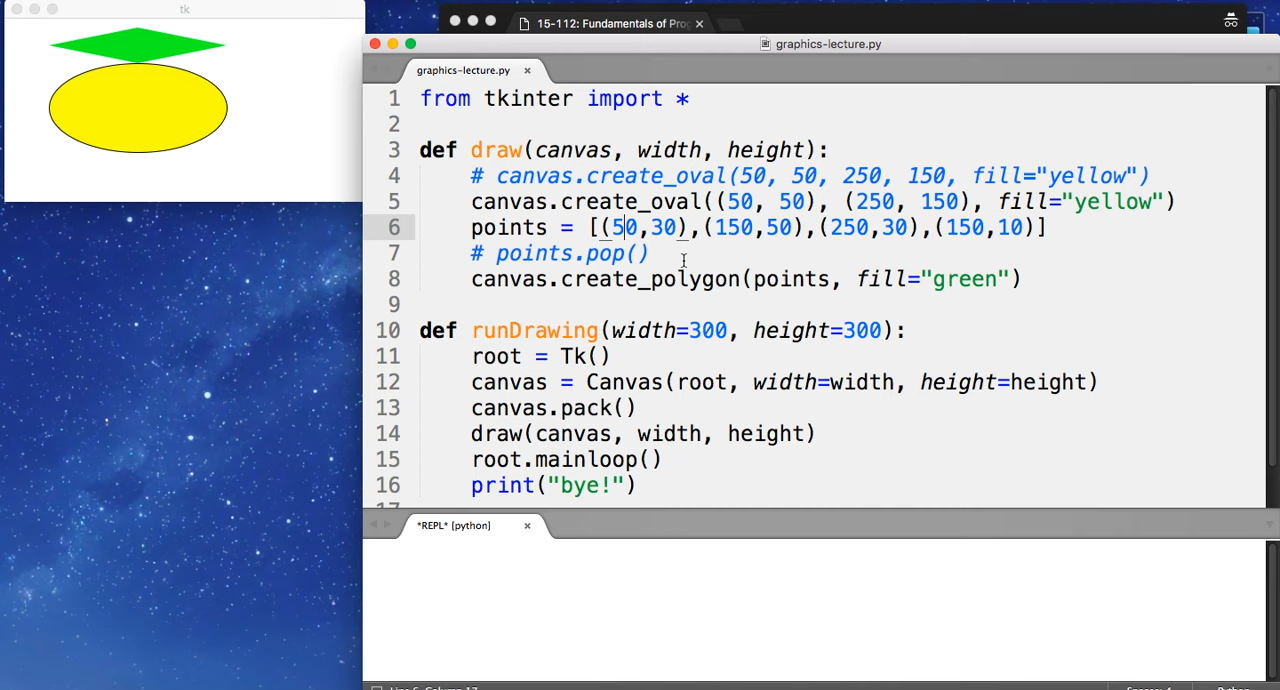 tk
15-112: Fundamentals of Pro
graphics-lecture.py
graphics-lecture.py
1 from tkinter import *
2
3 def draw(canvas, width, height):
4 # canvas.create_oval(50, 50, 250, 150, fill="yellow")
5 canvas.create_oval((50, 50), (250, 150), fill="yellow")
6 points = [(50,30),(150,50),(250,30),(150,10)]
7 # points.pop()
8 canvas.create_polygon(points, fill="green")
9
10 def runDrawing(width=300, height=300):
11 root = Tk()
12 canvas = Canvas(root, width=width, height=height)
13 canvas.pack()
14 draw(canvas, width, height)
15 root.mainloop()
16 print("bye!")
*REPL* [python]